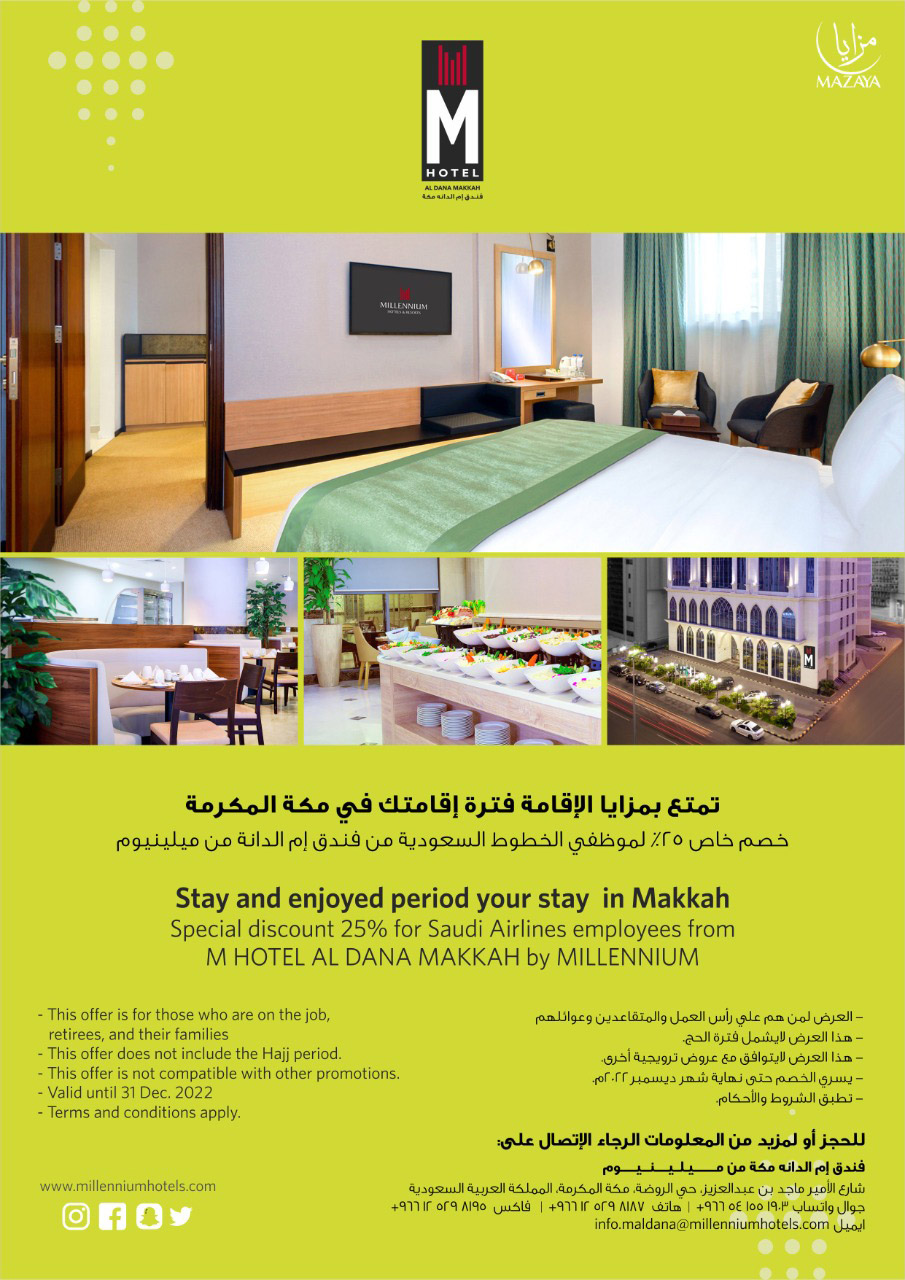 مزايا
MAZAYA
M
HOTEL
AL DANA MAKKAH
فندق إم الدانه مكة
MILLENNIUM
HOTELS & RESORTS
M
تمتع بمزايا الإقامة فترة إقامتك في مكة المكرمة
خصم خاص ٢٥٪ لموظفي الخطوط السعودية من فندق إم الدانة من ميلينيوم
Stay and enjoyed period your stay in Makkah
Special discount 25% for Saudi Airlines employees from
M HOTEL AL DANA MAKKAH by MILLENNIUM
- This offer is for those who are on the job,
retirees, and their families
- This offer does not include the Hajj period.
- This offer is not compatible with other promotions.
- Valid until 31 Dec. 2022
- Terms and conditions apply.
– العرض لمن هم علي رأس العمل والمتقاعدين وعوائلهم
– هذا العرض لايشمل فترة الحج.
– هذا العرض لايتوافق مع عروض ترويجية أخرى.
– يسري الخصم حتى نهاية شهر ديسمبر ٢٠٢٢م.
– تطبق الشروط والأحكام.
للحجز أو لمزيد من المعلومات الرجاء الإتصال على:
فندق إم الدانه مكة من مـــــيـلـيـــنـــيـــوم
شارع الأمير ماجد بن عبدالعزيز، حي الروضة، مكة المكرمة، المملكة العربية السعودية
جوال واتساب ١٩٠٣ ١٥٥ ٥٤ ٩٦٦+ | هاتف ٨١٨٧ ٥٢٩ ١٢ ٩٦٦+ | فاكس ٨١٩٥ ٥٢٩ ١٢ ٩٦٦+
ايميل info.maldana@millenniumhotels.com
www.millenniumhotels.com